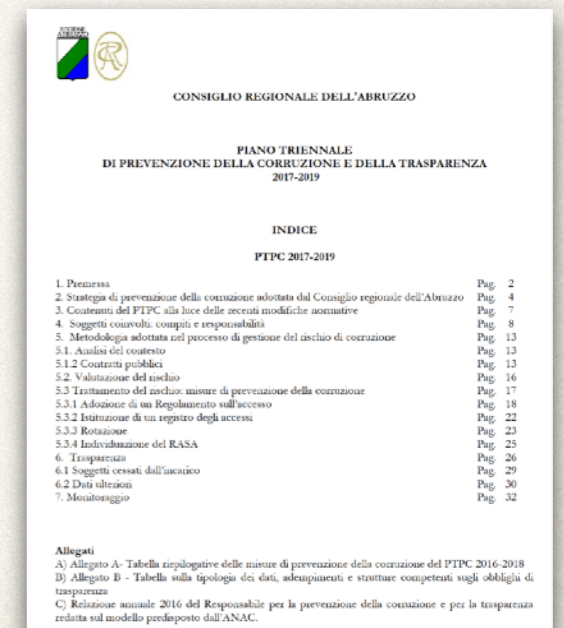 REGIONE
ABRUZZO
CONSIGLIO REGIONALE DELL'ABRUZZO
PIANO TRIENNALE
DI PREVENZIONE DELLA CORRUZIONE E DELLA TRASPARENZA
2017-2019
INDICE
PTPC 2017-2019
1. Premessa Pag. 2
2. Strategia di prevenzione della corruzione adottata dal Consiglio regionale dell'Abruzzo Pag. 4
3. Contenuti del PTPC alla luce delle recenti modifiche normative Pag. 7
4. Soggetti coinvolti: compiti e responsabilità Pag. 8
5. Metodologia adottata nel processo di gestione del rischio di corruzione Pag. 13
5.1. Analisi del contesto Pag. 13
5.1.2 Contratti pubblici Pag. 13
5.2. Valutazione del rischio Pag. 16
5.3 Trattamento del rischio: misure di prevenzione della corruzione Pag. 17
5.3.1 Adozione di un Regolamento sull'accesso Pag. 18
5.3.2 Istituzione di un registro degli accessi Pag. 22
5.3.3 Rotazione Pag. 23
5.3.4 Individuazione del RASA Pag. 25
6. Trasparenza Pag. 26
6.1 Soggetti cessati dall'incarico Pag. 29
6.2 Dati ulteriori Pag. 30
7. Monitoraggio Pag. 32
Allegati
A) Allegato A- Tabella riepilogative delle misure di prevenzione della corruzione del PTPC 2016-2018
B) Allegato B - Tabella sulla tipologia dei dati, adempimenti e strutture competenti sugli obblighi di
trasparenza
C) Relazione annuale 2016 del Responsabile per la prevenzione della corruzione e per la trasparenza
redatta sul modello predisposto dall'ANAC.